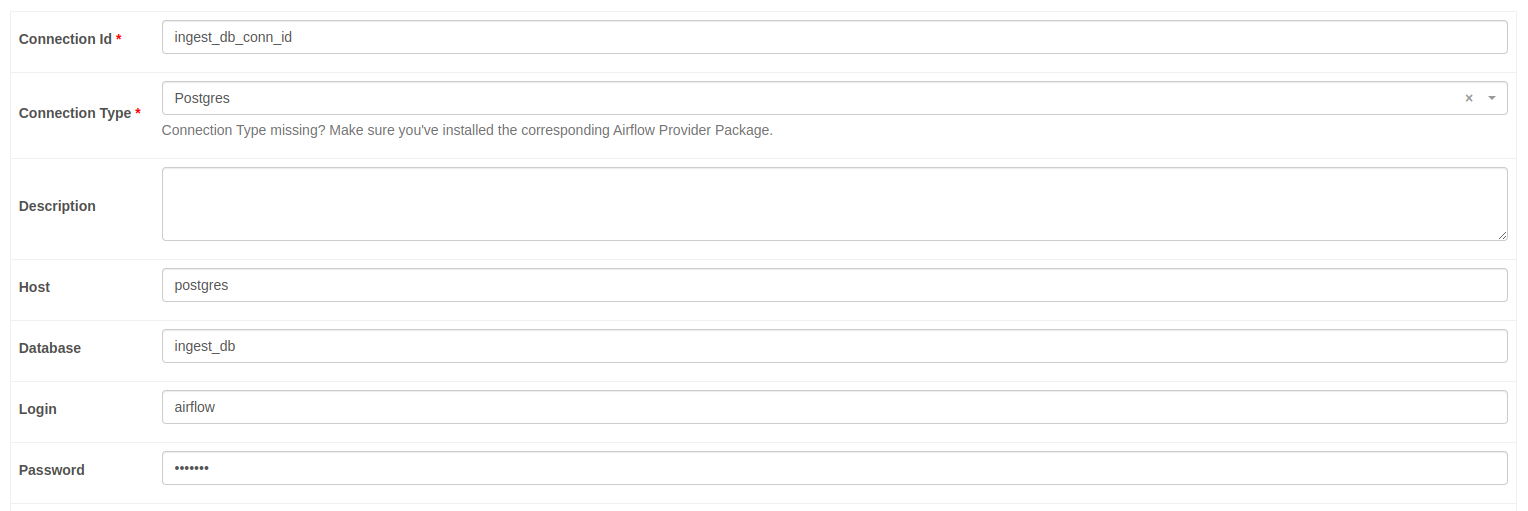 Connection Id *
ingest_db_conn_id
Connection Type *
Postgres
× 
Connection Type missing? Make sure you've installed the corresponding Airflow Provider Package.
Description
Host
postgres
Database
ingest_db
Login
airflow
Password
•••••••